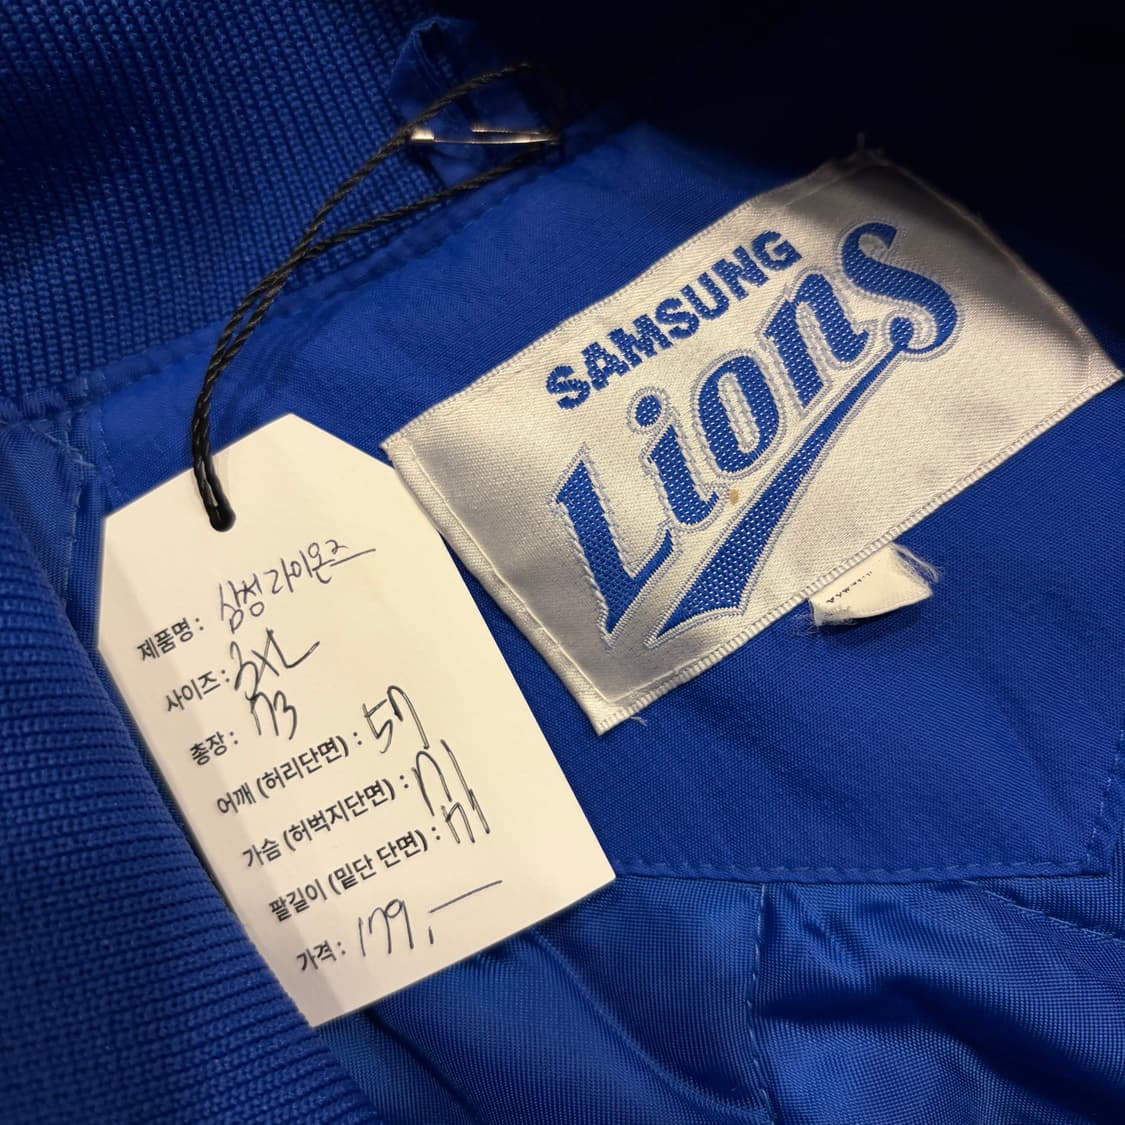 SAMSUNG
Lions
제품명: 삼성 라이온즈
사이즈: 3XL
총장: 73
어깨 (허리단면): 57
가슴 (허벅지단면):
팔길이 (밑단 단면):
가격: 179,—